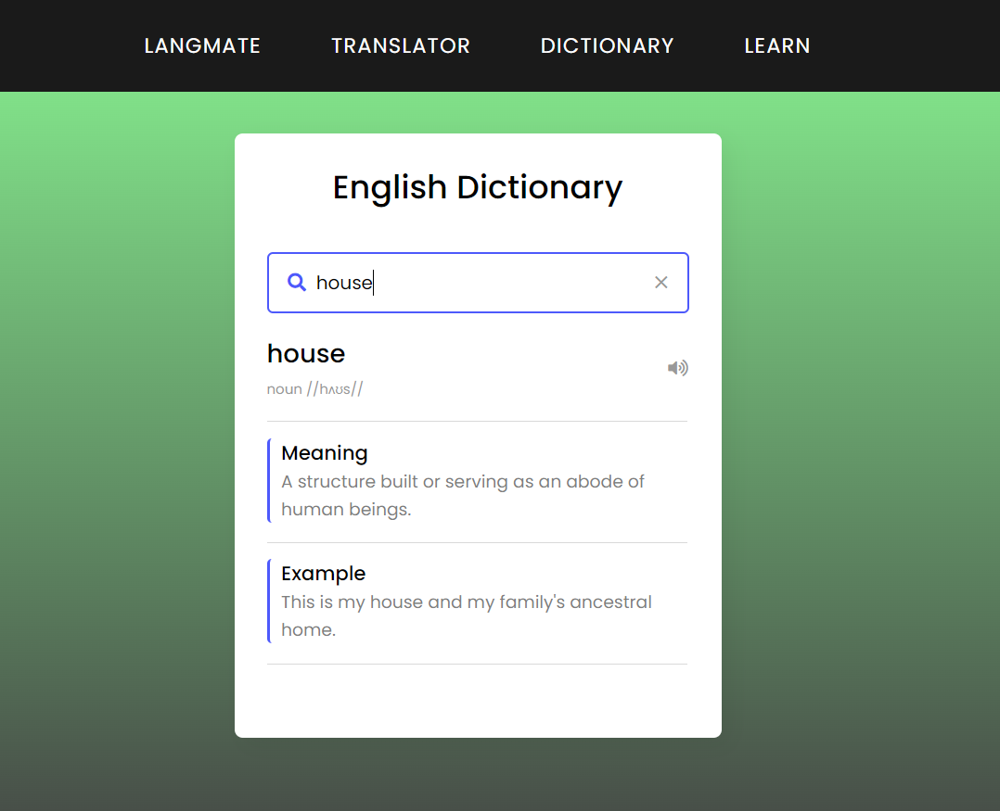 LANGMATE TRANSLATOR DICTIONARY LEARN
English Dictionary
house
house
noun //hʌʊs//
Meaning
A structure built or serving as an abode of
human beings.
Example
This is my house and my family's ancestral
home.